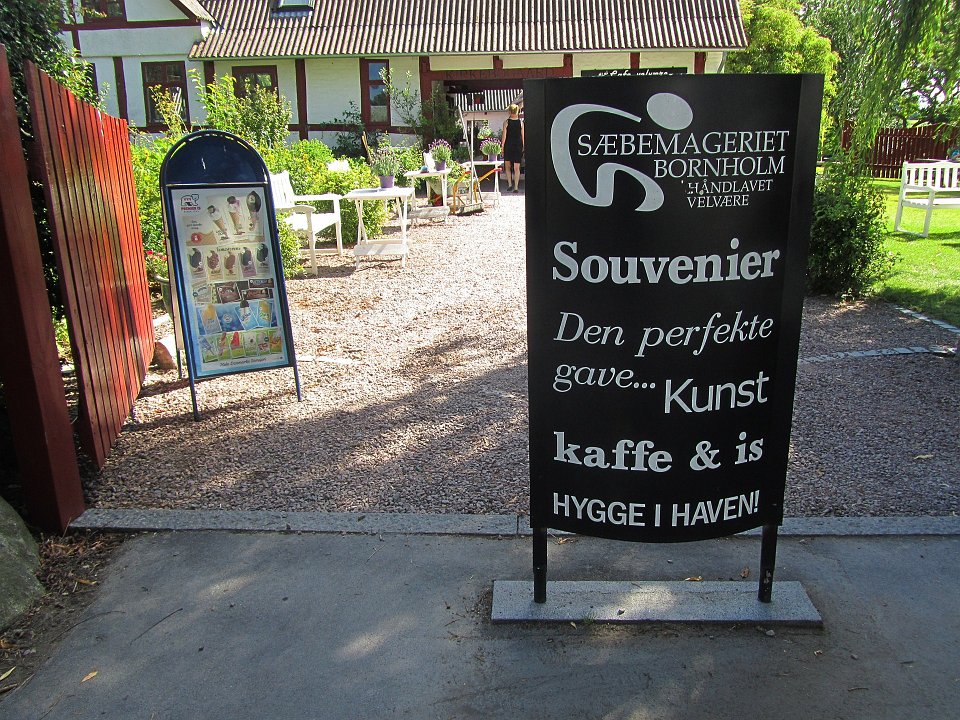 SÆBEMAGERIET
BORNHOLM
HÅNDLAVET
VELVÆRE
Souvenier
Den perfekte
gave... Kunst
kaffe & is
HYGGE I HAVEN!